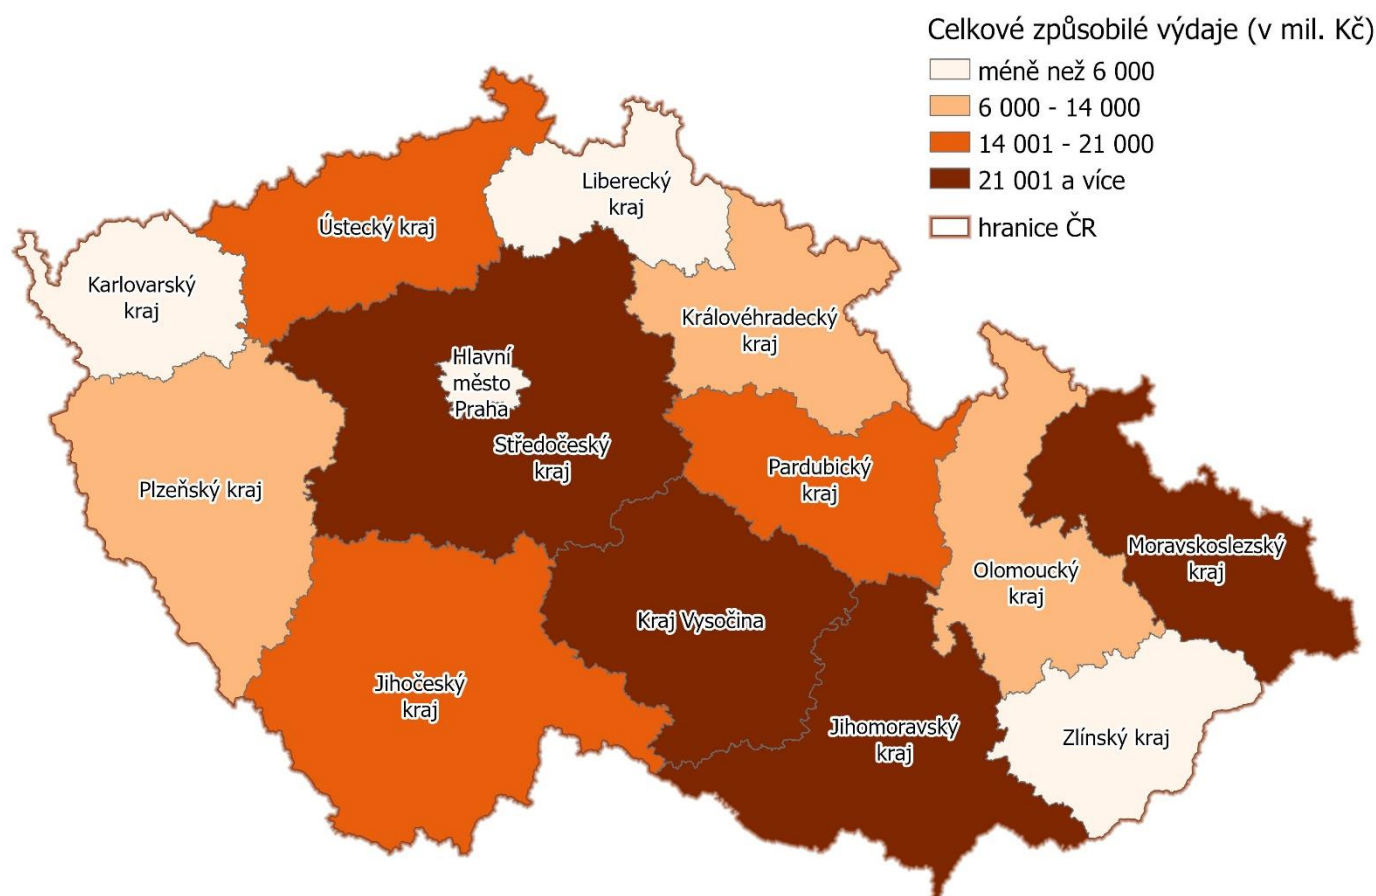 Celkové způsobilé výdaje (v mil. Kč)
méně než 6 000
6 000 - 14 000
14 001 - 21 000
21 001 a více
hranice ČR
Liberecký
kraj
Ústecký kraj
Karlovarský
kraj
Královéhradecký
kraj
Hlavní
město
Praha
Středočeský
kraj
Pardubický
kraj
Plzeňský kraj
Moravskoslezský
kraj
Olomoucký
kraj
Kraj Vysočina
Jihočeský
kraj
Jihomoravský
kraj
Zlínský kraj